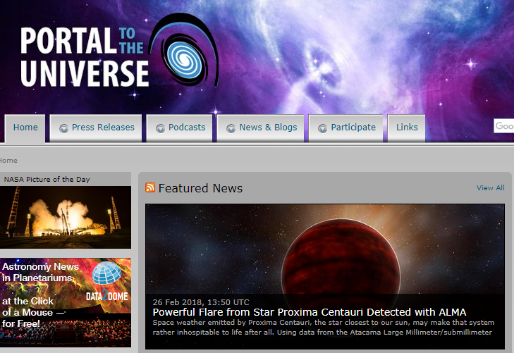 PORTAL TO THE
UNIVERSE
Home
Press Releases
Podcasts
News & Blogs
Participate
Links
Goo
Home
NASA Picture of the Day
Astronomy News
in Planetariums
at the Click
of a Mouse —
for Free!
DATA DOME
Featured News
View All
26 Feb 2018, 13:50 UTC
Powerful Flare from Star Proxima Centauri Detected with ALMA
Space weather emitted by Proxima Centauri, the star closest to our sun, may make that system
rather inhospitable to life after all. Using data from the Atacama Large Millimeter/submillimeter